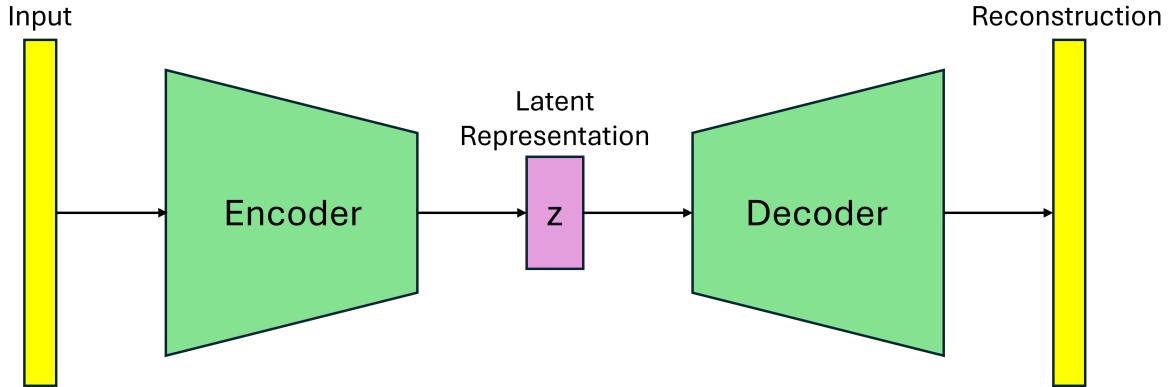 Input
Reconstruction
Latent
Representation
Encoder
z
Decoder